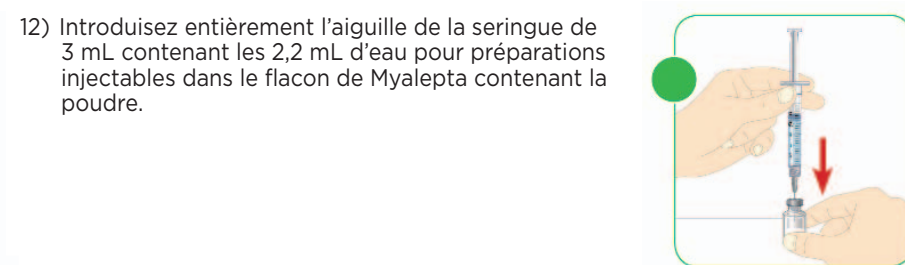 12) Introduisez entièrement l’aiguille de la seringue de
3 mL contenant les 2,2 mL d’eau pour préparations
injectables dans le flacon de Myalepta contenant la
poudre.